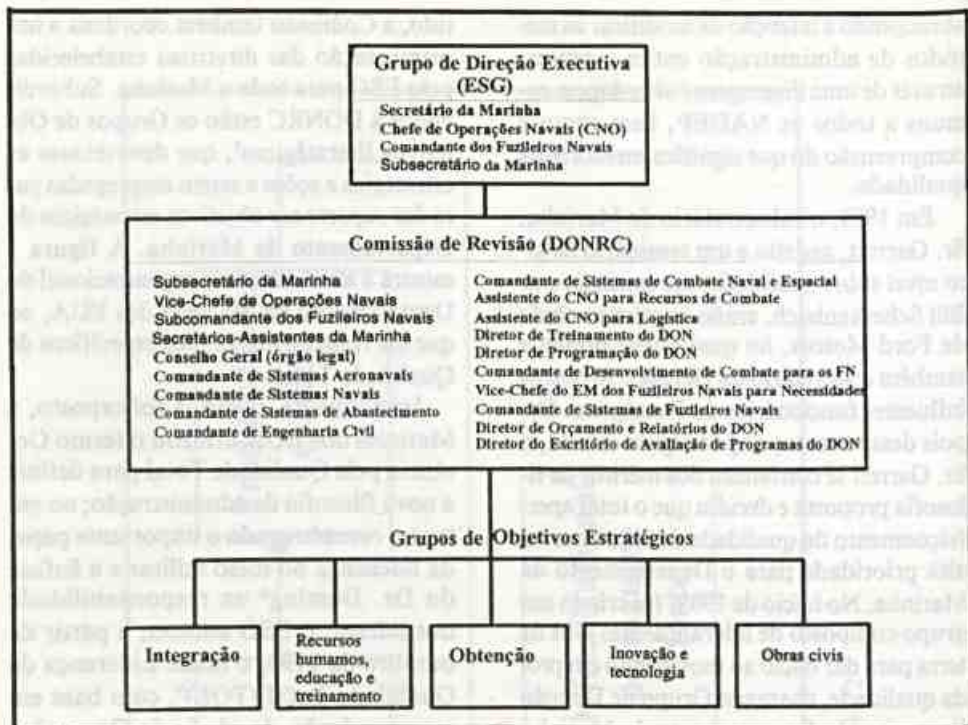 Grupo de Direção Executiva
(ESG)
Secretário da Marinha
Chefe de Operações Navais (CNO)
Comandante dos Fuzileiros Navais
Subsecretário da Marinha
Comissão de Revisão (DONRC)
Subsecretário da Marinha
Vice-Chefe de Operações Navais
Subcomandante dos Fuzileiros Navais
Secretários-Assistentes da Marinha
Conselho Geral (órgão legal)
Comandante de Sistemas Aeronavais
Comandante de Sistemas Navais
Comandante de Sistemas de Abastecimento
Comandante de Engenharia Civil
Comandante de Sistemas de Combate Naval e Espacial
Assistente do CNO para Recursos de Combate
Assistente do CNO para Logística
Diretor de Treinamento do DON
Diretor de Programação do DON
Comandante de Desenvolvimento de Combate para os FN
Vice-Chefe do EM dos Fuzileiros Navais para Necessidades
Comandante de Sistemas de Fuzileiros Navais
Diretor de Orçamento e Relatórios do DON
Diretor do Escritório de Avaliação de Programas do DON
Grupos de Objetivos Estratégicos
Integração
Recursos
humanos,
educação e
treinamento
Obtenção
Inovação e
tecnologia
Obras civis